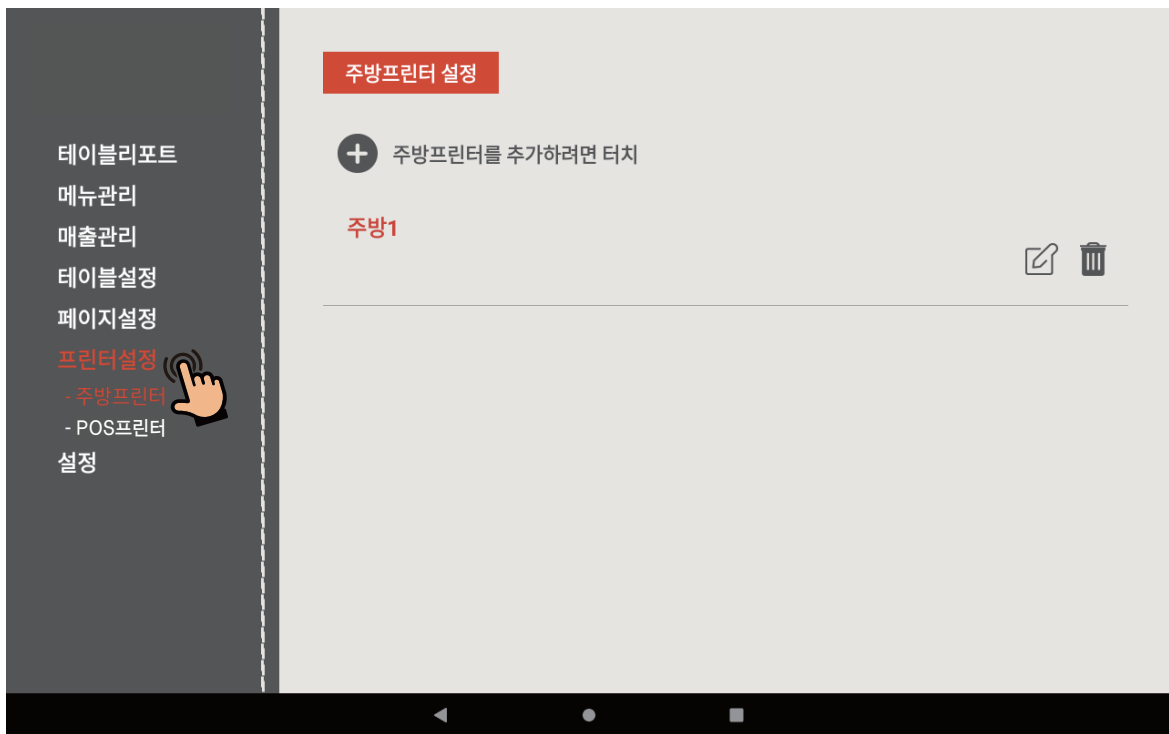 테이블리포트
메뉴관리
매출관리
테이블설정
페이지설정
프린터설정
- 주방프린터
- POS프린터
설정
주방프린터 설정
주방프린터를 추가하려면 터치
주방1